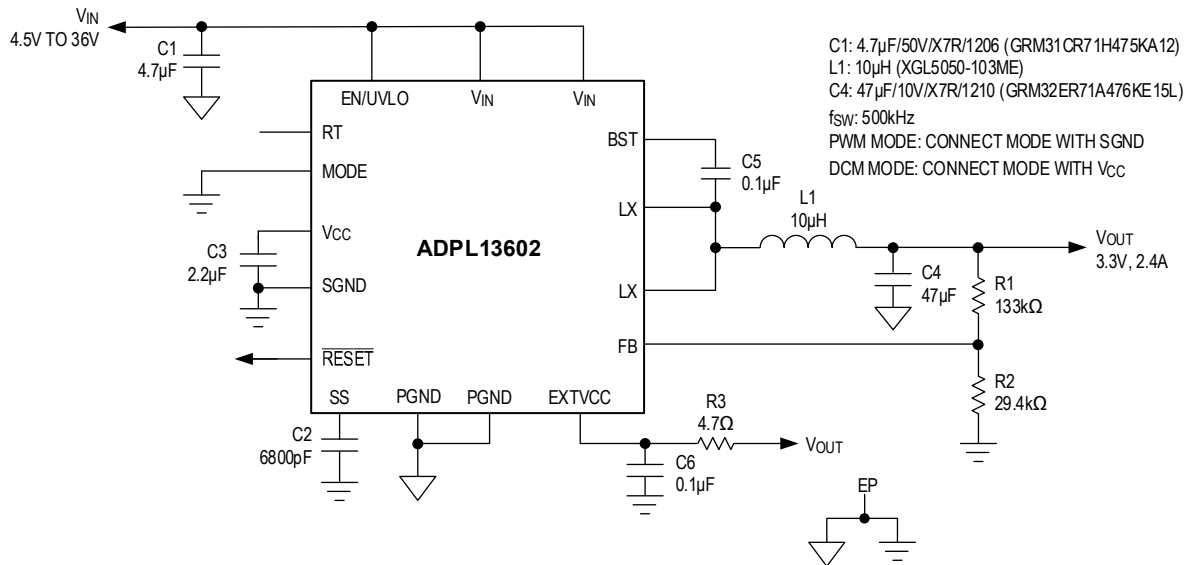 VIN
4.5V TO 36V
C1
4.7µF
C1: 4.7µF/50V/X7R/1206 (GRM31CR71H475KA12)
L1: 10µH (XGL5050-103ME)
C4: 47µF/10V/X7R/1210 (GRM32ER71A476KE15L)
fSW: 500kHz
PWM MODE: CONNECT MODE WITH SGND
DCM MODE: CONNECT MODE WITH VCC
EN/UVLO
VIN
VIN
RT
BST
MODE
C5
0.1µF
LX
L1
10µH
VCC
ADPL13602
C3
2.2µF
SGND
LX
VOUT
3.3V, 2.4A
C4
47µF
R1
133kΩ
RESET
FB
SS
PGND
PGND
EXTVCC
R2
29.4kΩ
C2
6800pF
R3
4.7Ω
VOUT
C6
0.1µF
EP